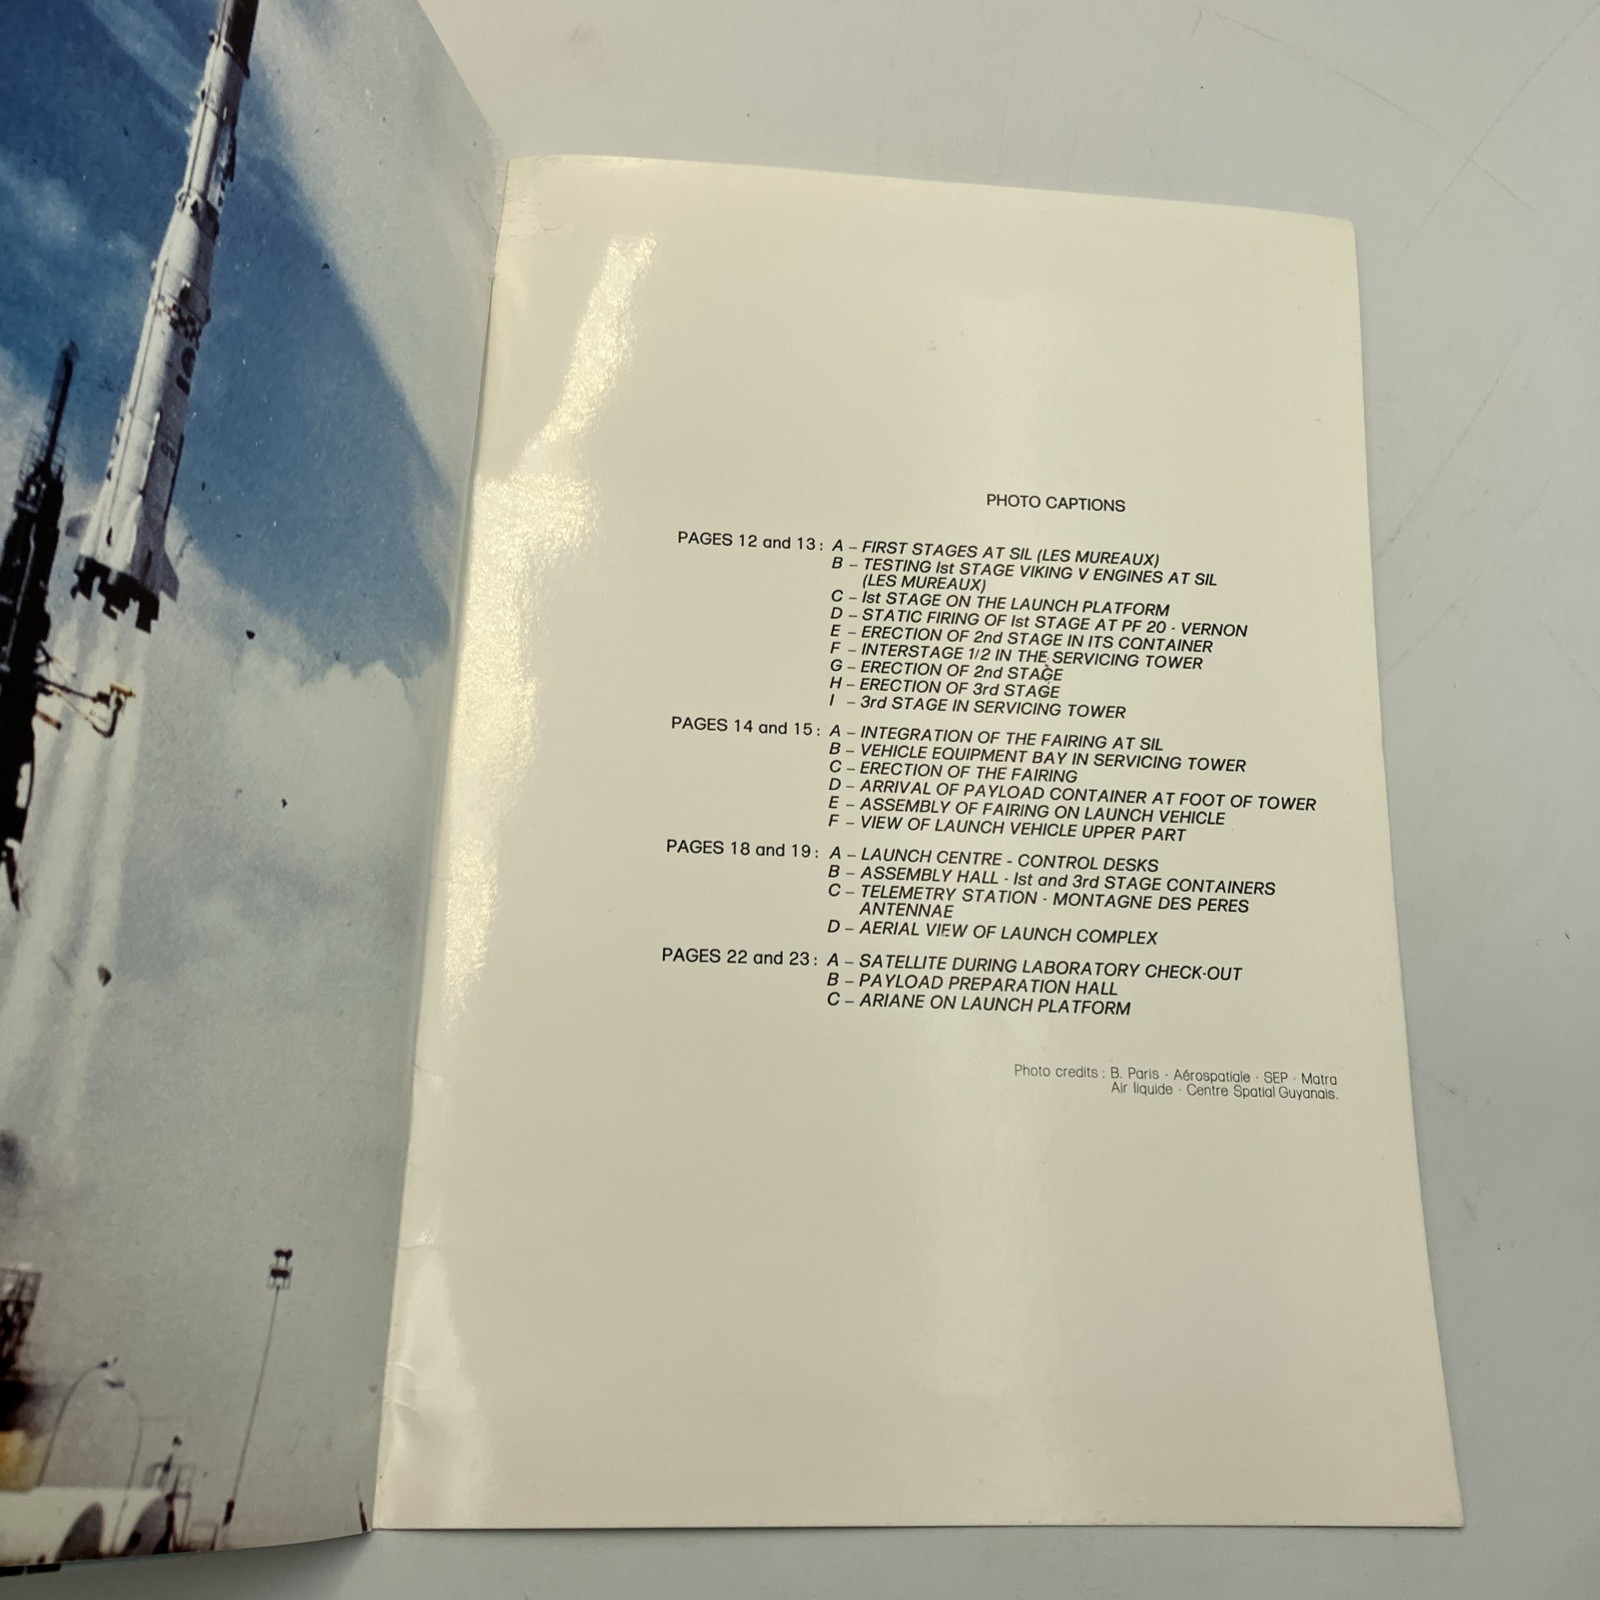 PHOTO CAPTIONS
PAGES 12 and 13 : A – FIRST STAGES AT SIL (LES MUREAUX)
B – TESTING Ist STAGE VIKING V ENGINES AT SIL
(LES MUREAUX)
C – Ist STAGE ON THE LAUNCH PLATFORM
D – STATIC FIRING OF Ist STAGE AT PF 20 - VERNON
E – ERECTION OF 2nd STAGE IN ITS CONTAINER
F – INTERSTAGE 1/2 IN THE SERVICING TOWER
G – ERECTION OF 2nd STAGE
H – ERECTION OF 3rd STAGE
I – 3rd STAGE IN SERVICING TOWER
PAGES 14 and 15 : A – INTEGRATION OF THE FAIRING AT SIL
B – VEHICLE EQUIPMENT BAY IN SERVICING TOWER
C – ERECTION OF THE FAIRING
D – ARRIVAL OF PAYLOAD CONTAINER AT FOOT OF TOWER
E – ASSEMBLY OF FAIRING ON LAUNCH VEHICLE
F – VIEW OF LAUNCH VEHICLE UPPER PART
PAGES 18 and 19 : A – LAUNCH CENTRE - CONTROL DESKS
B – ASSEMBLY HALL - Ist and 3rd STAGE CONTAINERS
C – TELEMETRY STATION - MONTAGNE DES PERES
ANTENNAE
D – AERIAL VIEW OF LAUNCH COMPLEX
PAGES 22 and 23 : A – SATELLITE DURING LABORATORY CHECK-OUT
B – PAYLOAD PREPARATION HALL
C – ARIANE ON LAUNCH PLATFORM
Photo credits : B. Paris - Aérospatiale - SEP - Matra
Air liquide - Centre Spatial Guyanais.